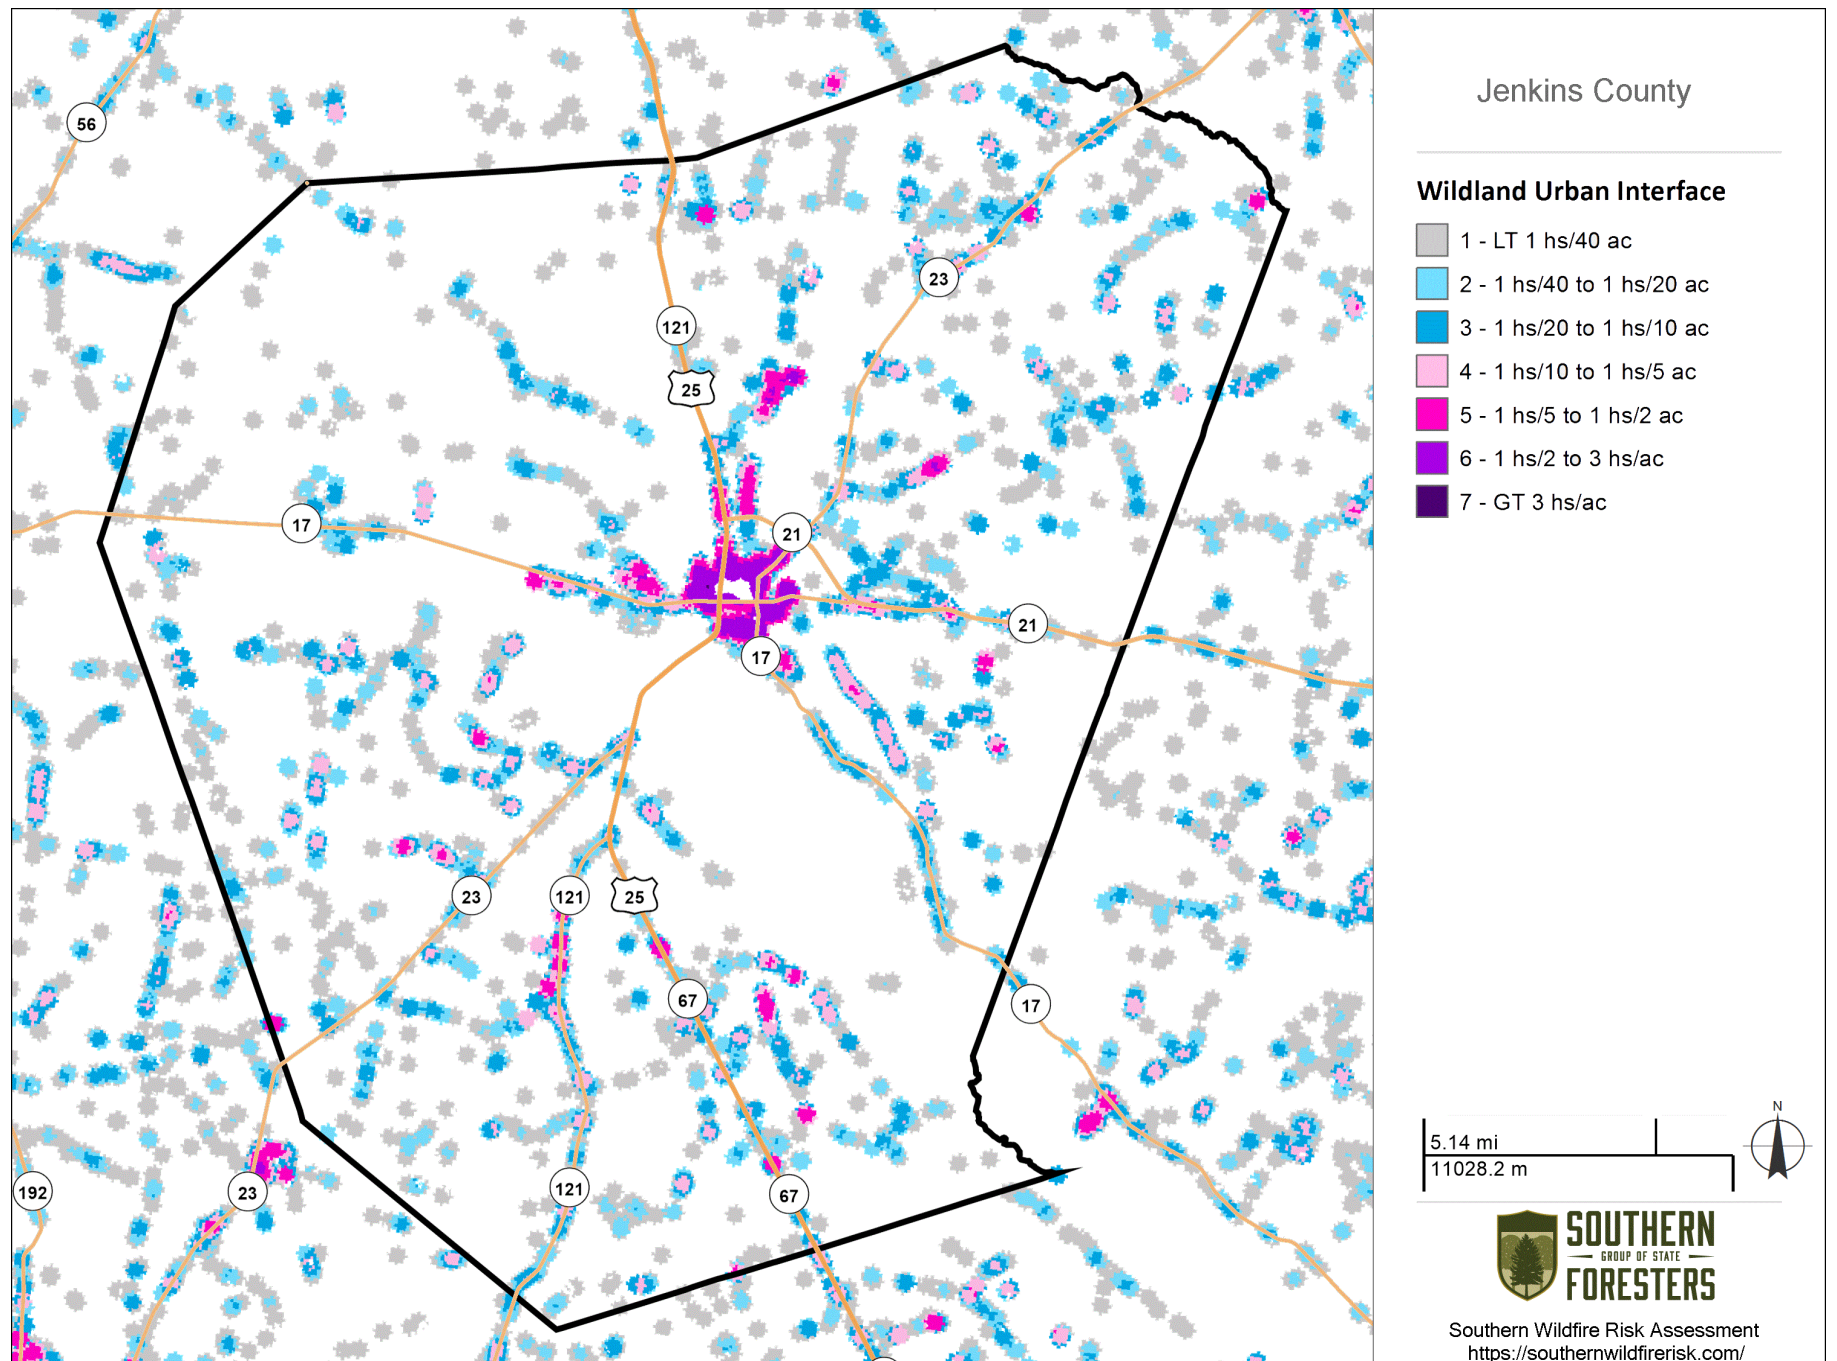 Jenkins County
Wildland Urban Interface
1 - LT 1 hs/40 ac
2 - 1 hs/40 to 1 hs/20 ac
3 - 1 hs/20 to 1 hs/10 ac
4 - 1 hs/10 to 1 hs/5 ac
5 - 1 hs/5 to 1 hs/2 ac
6 - 1 hs/2 to 3 hs/ac
7 - GT 3 hs/ac
56
23
121
25
17
21
21
17
23
121
25
67
17
192
23
121
67
N
5.14 mi
11028.2 m
SOUTHERN
GROUP OF STATE
FORESTERS
Southern Wildfire Risk Assessment
https://southernwildfirerisk.com/